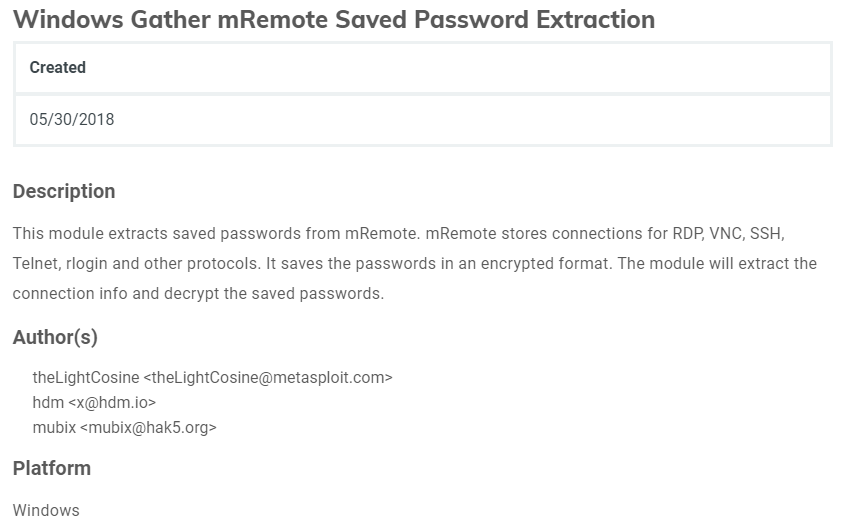 Windows Gather mRemote Saved Password Extraction
Created
05/30/2018
Description
This module extracts saved passwords from mRemote. mRemote stores connections for RDP, VNC, SSH,
Telnet, rlogin and other protocols. It saves the passwords in an encrypted format. The module will extract the
connection info and decrypt the saved passwords.
Author(s)
theLightCosine <theLightCosine@metasploit.com>
hdm <x@hdm.io>
mubix <mubix@hak5.org>
Platform
Windows